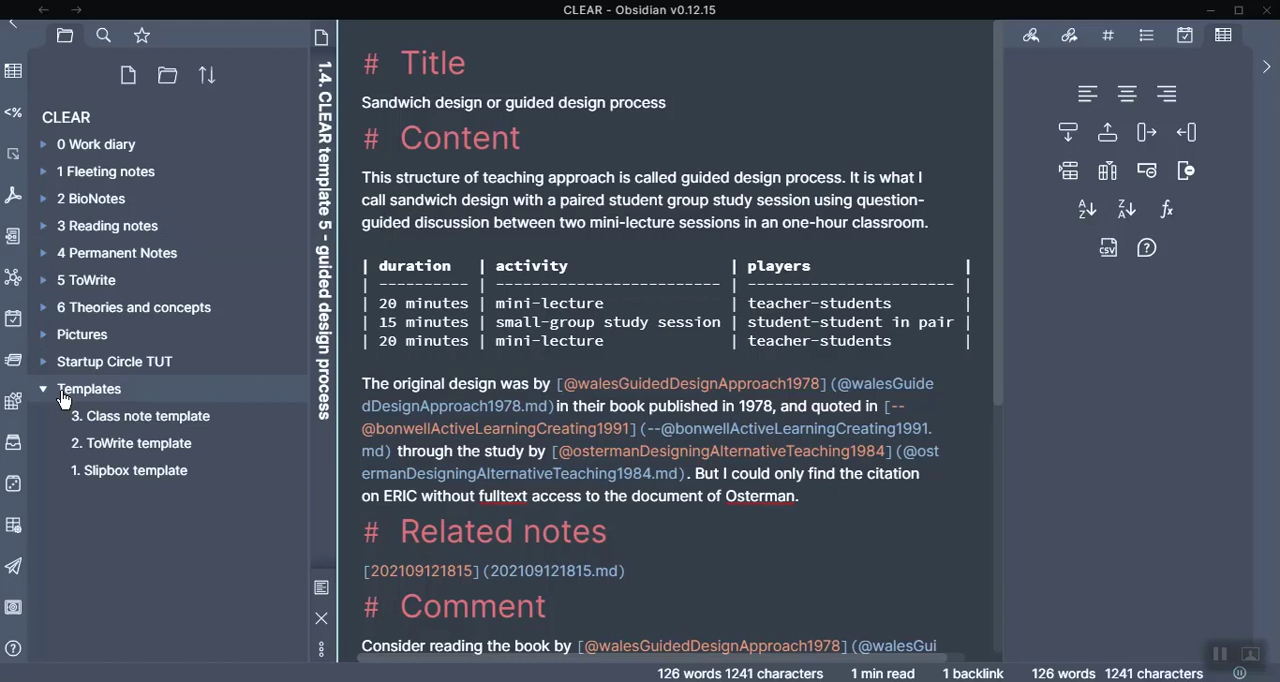 CLEAR - Obsidian v0.12.15
CLEAR
0 Work diary
1 Fleeting notes
2 BioNotes
3 Reading notes
4 Permanent Notes
5 ToWrite
6 Theories and concepts
Pictures
Startup Circle TUT
Templates
3. Class note template
2. ToWrite template
1. Slipbox template
1.4. CLEAR template 5 - guided design process
# Title
Sandwich design or guided design process
# Content
This structure of teaching approach is called guided design process. It is what I
call sandwich design with a paired student group study session using question-
guided discussion between two mini-lecture sessions in an one-hour classroom.
| duration | activity | players |
| ---------- | ------------------------ | ---------------------- |
| 20 minutes | mini-lecture | teacher-students |
| 15 minutes | small-group study session | student-student in pair |
| 20 minutes | mini-lecture | teacher-students |
The original design was by [@walesGuidedDesignApproach1978](@walesGuide
dDesignApproach1978.md)in their book published in 1978, and quoted in [--
@bonwellActiveLearningCreating1991](--@bonwellActiveLearningCreating1991.
md) through the study by [@ostermanDesigningAlternativeTeaching1984](@ost
ermanDesigningAlternativeTeaching1984.md). But I could only find the citation
on ERIC without fulltext access to the document of Osterman.
# Related notes
[202109121815](202109121815.md)
# Comment
Consider reading the book by [@walesGuidedDesignApproach1978](@walesGui
126 words 1241 characters 1 min read 1 backlink 126 words 1241 characters